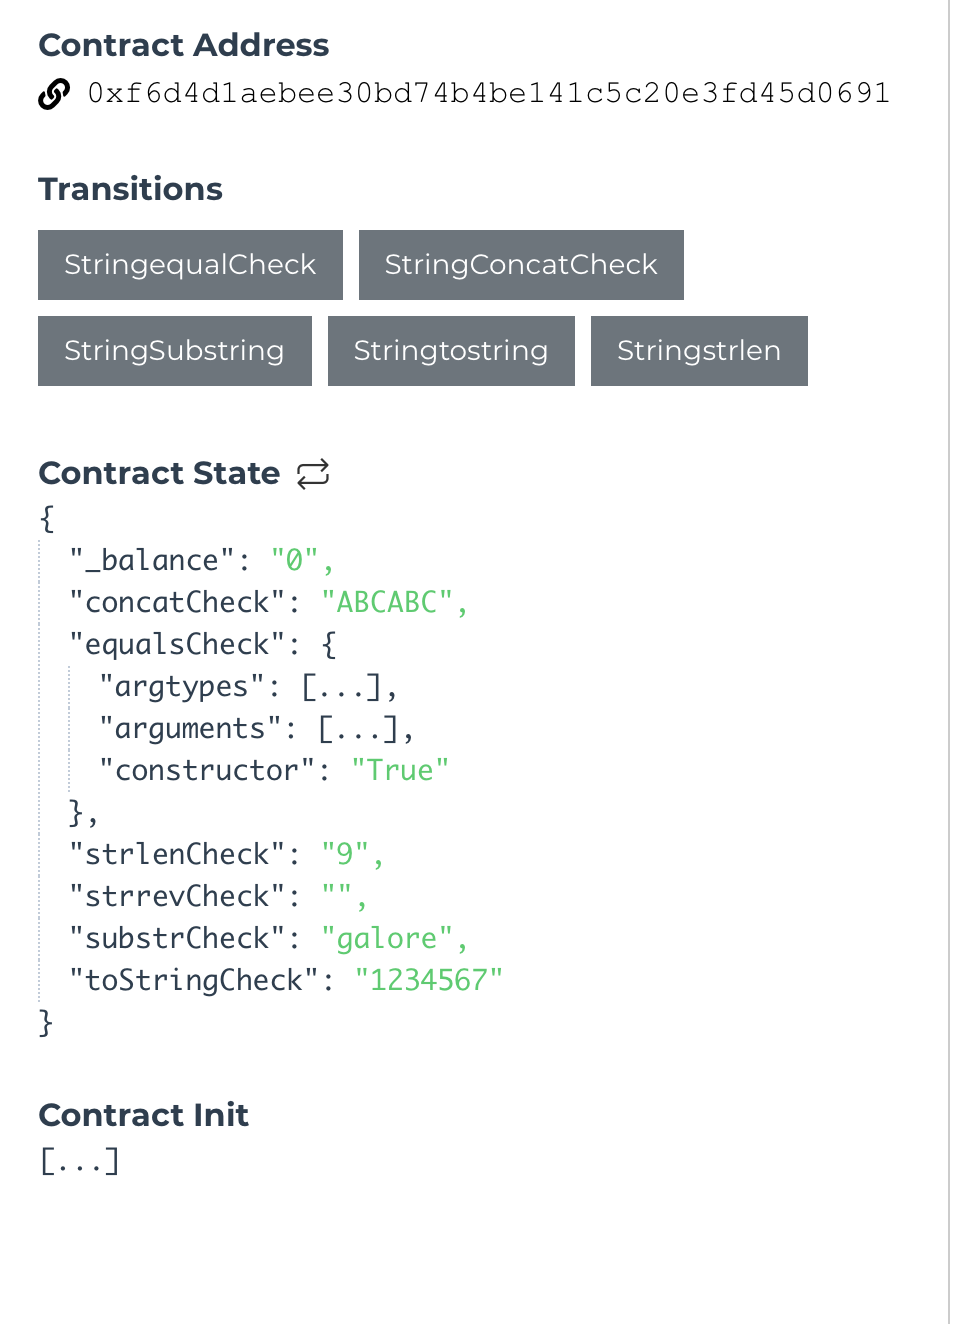 Contract Address
0xf6d4d1aebee30bd74b4be141c5c20e3fd45d0691
Transitions
StringequalCheck StringConcatCheck
StringSubstring Stringtostring Stringstrlen
Contract State
{
"_balance": "0",
"concatCheck": "ABCABC",
"equalsCheck": {
"argtypes": [...],
"arguments": [...],
"constructor": "True"
},
"strlenCheck": "9",
"strrevCheck": "",
"substrCheck": "galore",
"toStringCheck": "1234567"
}
Contract Init
[...]